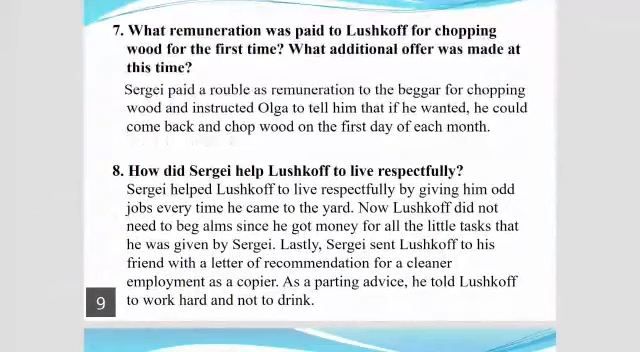 7. What remuneration was paid to Lushkoff for chopping
wood for the first time? What additional offer was made at
this time?
Sergei paid a rouble as remuneration to the beggar for chopping
wood and instructed Olga to tell him that if he wanted, he could
come back and chop wood on the first day of each month.
8. How did Sergei help Lushkoff to live respectfully?
Sergei helped Lushkoff to live respectfully by giving him odd
jobs every time he came to the yard. Now Lushkoff did not
need to beg alms since he got money for all the little tasks that
he was given by Sergei. Lastly, Sergei sent Lushkoff to his
friend with a letter of recommendation for a cleaner
employment as a copier. As a parting advice, he told Lushkoff
to work hard and not to drink.
9